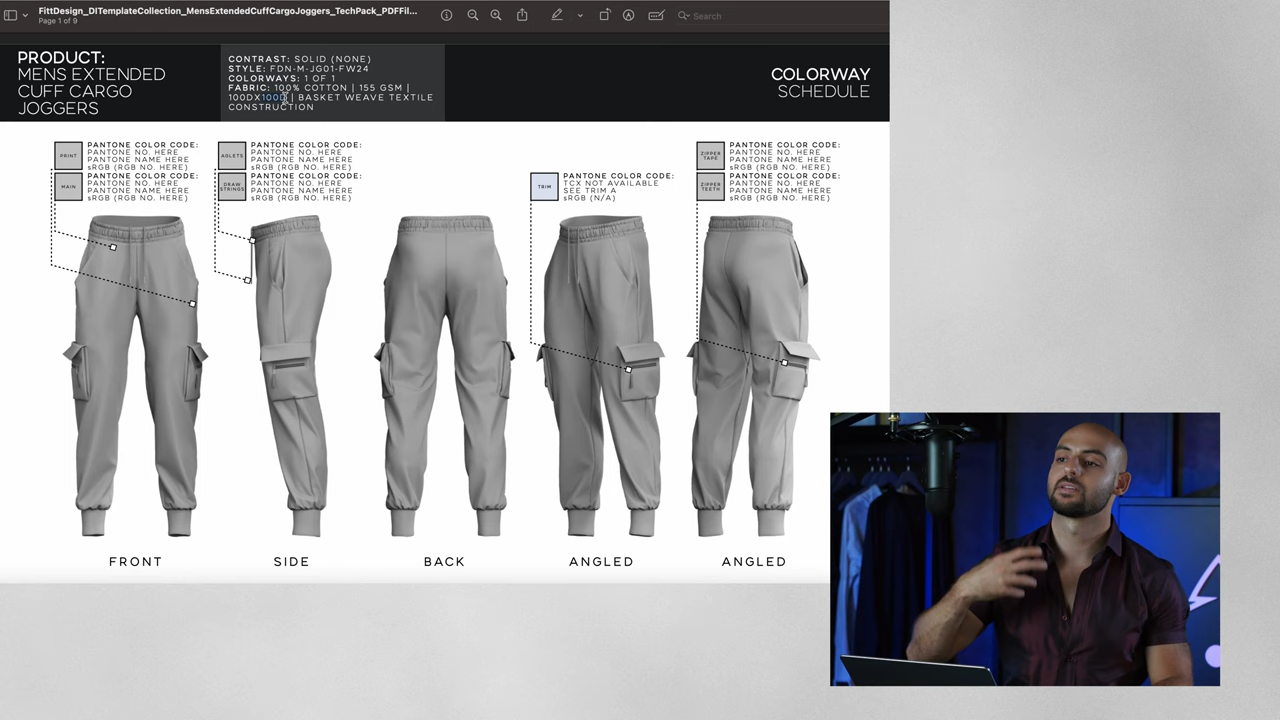 FittDesign_DITemplateCollection_MensExtendedCuffCargoJoggers_TechPack_PDFFil...
Page 1 of 9
Search
PRODUCT:
MENS EXTENDED
CUFF CARGO
JOGGERS
CONTRAST: SOLID (NONE)
STYLE: FDN-M-JG01-FW24
COLORWAYS: 1 OF 1
FABRIC: 100% COTTON | 155 GSM |
100DX100D | BASKET WEAVE TEXTILE
CONSTRUCTION
COLORWAY
SCHEDULE
PRINT
PANTONE COLOR CODE:
PANTONE NO. HERE
PANTONE NAME HERE
sRGB (RGB NO. HERE)
MAIN
PANTONE COLOR CODE:
PANTONE NO. HERE
PANTONE NAME HERE
sRGB (RGB NO. HERE)
AGLETS
PANTONE COLOR CODE:
PANTONE NO. HERE
PANTONE NAME HERE
sRGB (RGB NO. HERE)
DRAW
STRINGS
PANTONE COLOR CODE:
PANTONE NO. HERE
PANTONE NAME HERE
sRGB (RGB NO. HERE)
TRIM
PANTONE COLOR CODE:
TCX NOT AVAILABLE
SEE TRIM A
sRGB (N/A)
ZIPPER
TAPE
PANTONE COLOR CODE:
PANTONE NO. HERE
PANTONE NAME HERE
sRGB (RGB NO. HERE)
ZIPPER
TEETH
PANTONE COLOR CODE:
PANTONE NO. HERE
PANTONE NAME HERE
sRGB (RGB NO. HERE)
FRONT
SIDE
BACK
ANGLED
ANGLED